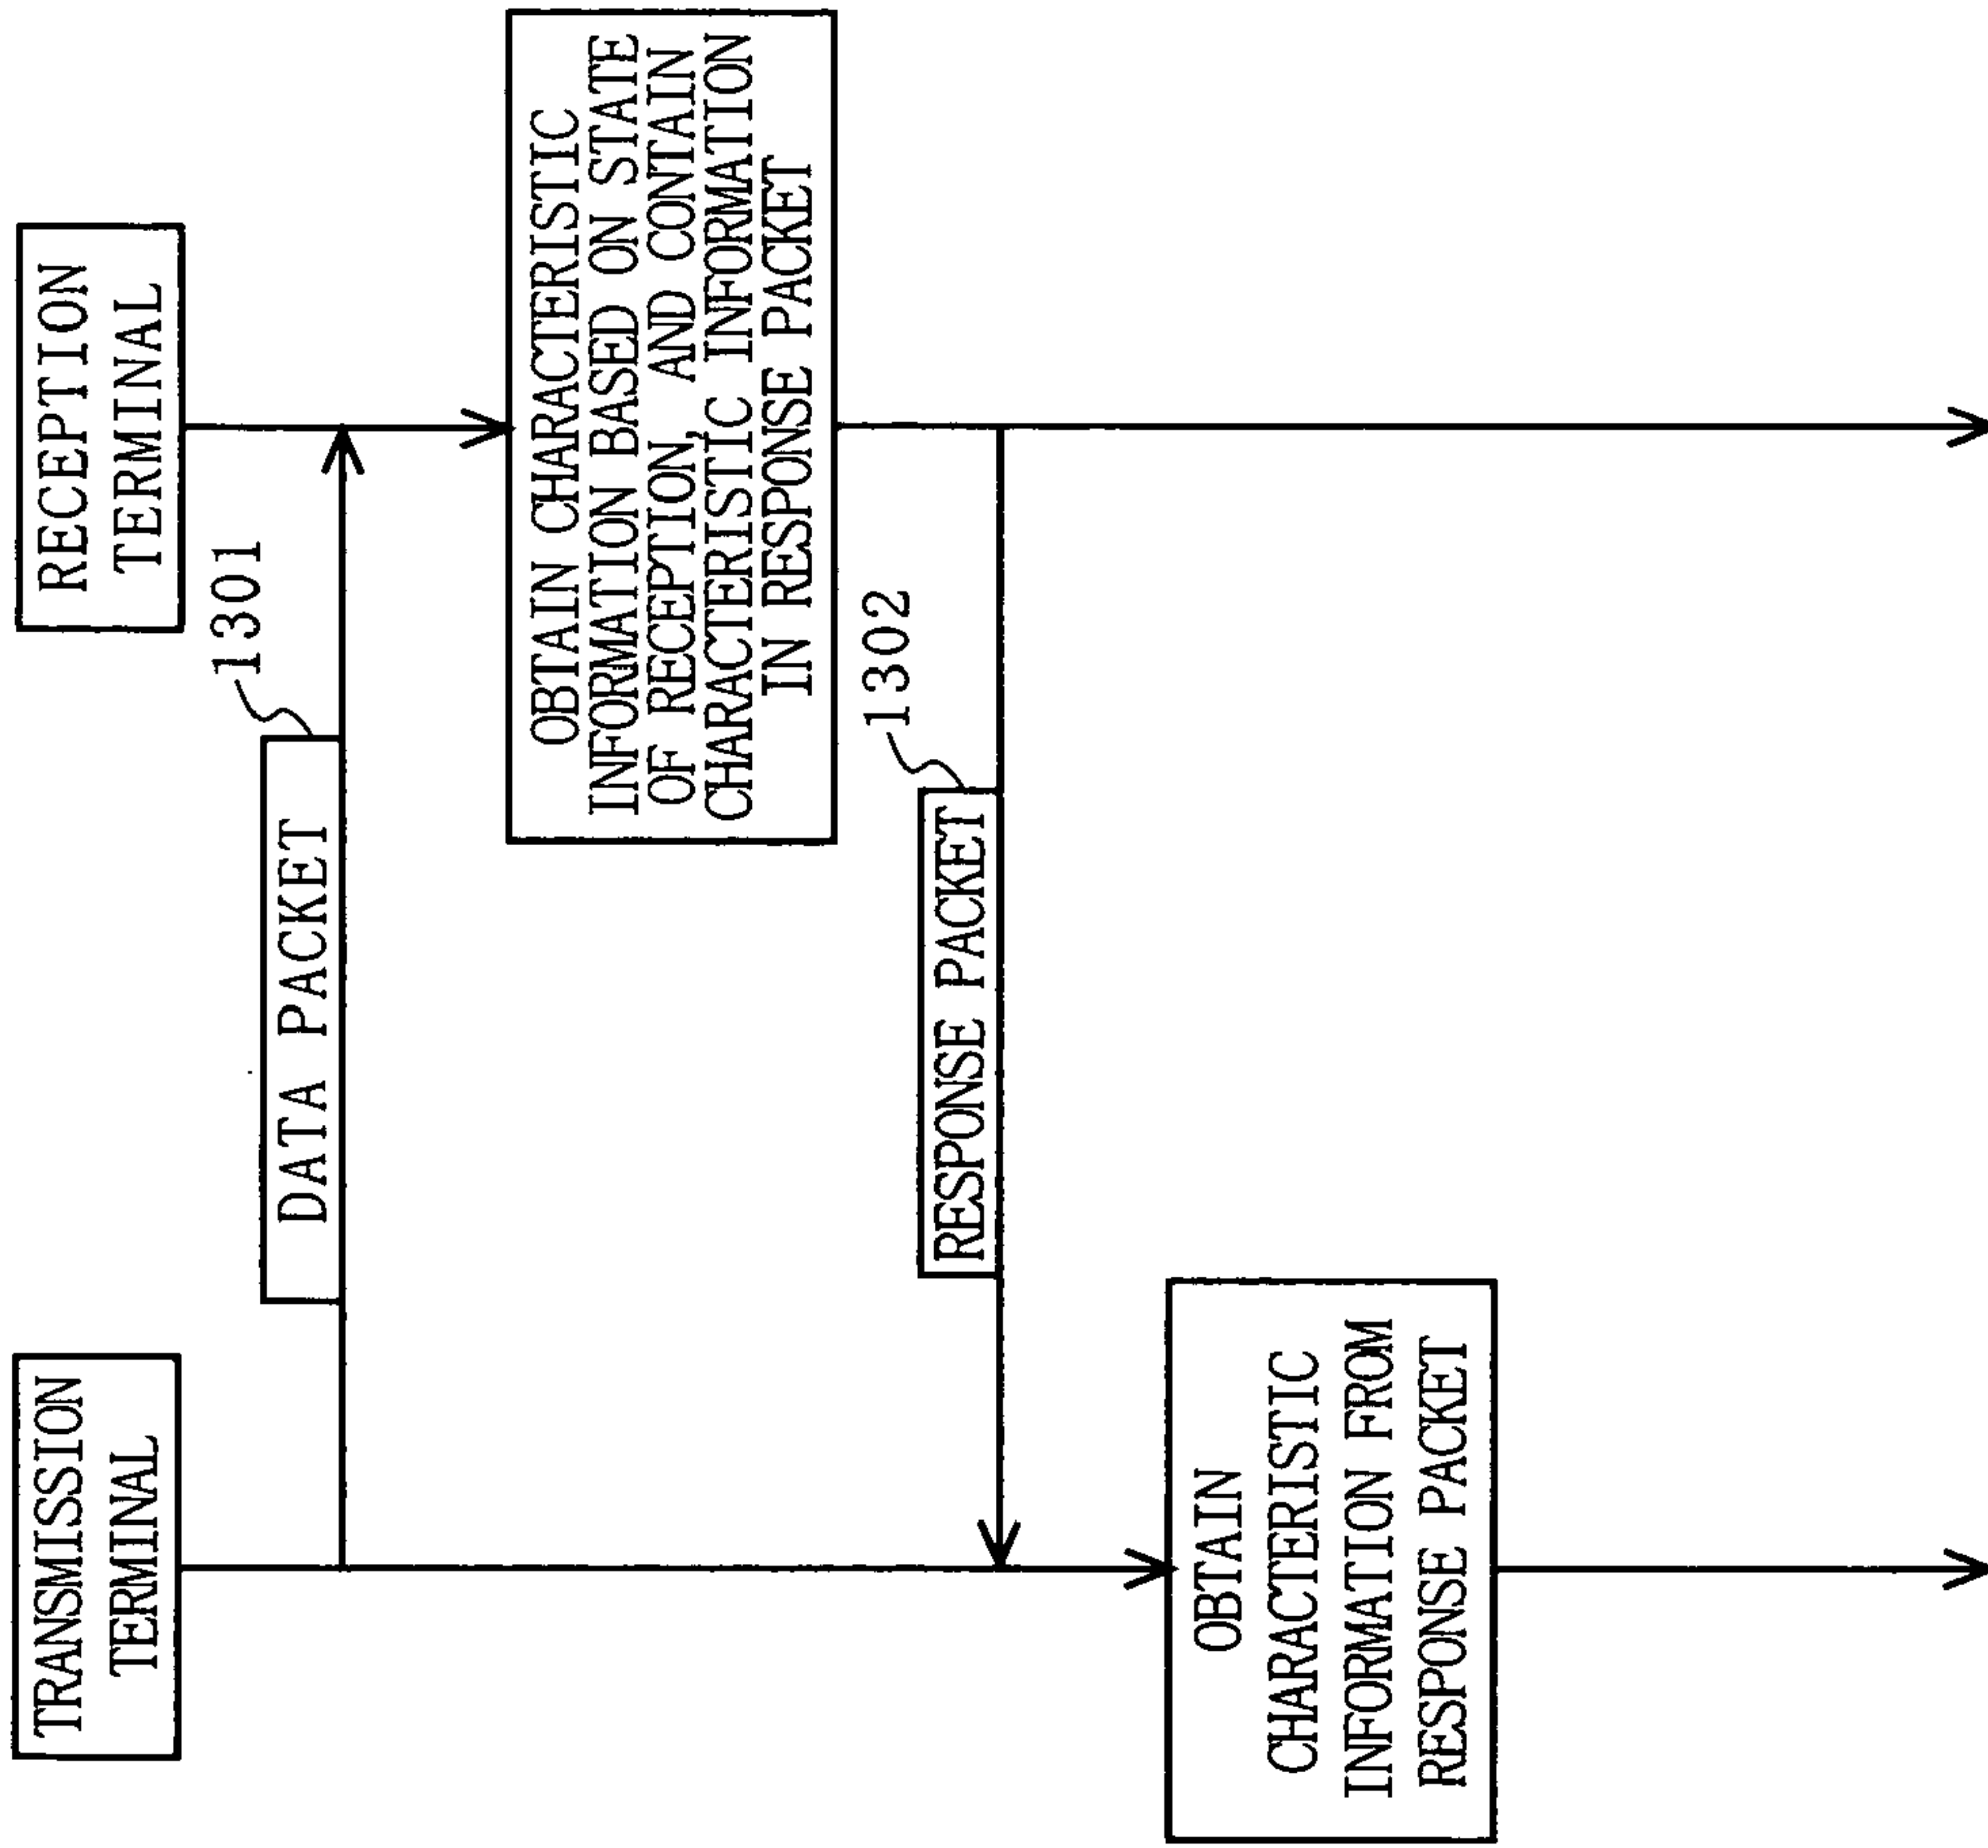 TRANSMISSION
TERMINAL
RECEPTION
TERMINAL
1301
DATA PACKET
OBTAIN CHARACTERISTIC
INFORMATION BASED ON STATE
OF RECEPTION, AND CONTAIN
CHARACTERISTIC INFORMATION
IN RESPONSE PACKET
1302
RESPONSE PACKET
OBTAIN
CHARACTERISTIC
INFORMATION FROM
RESPONSE PACKET